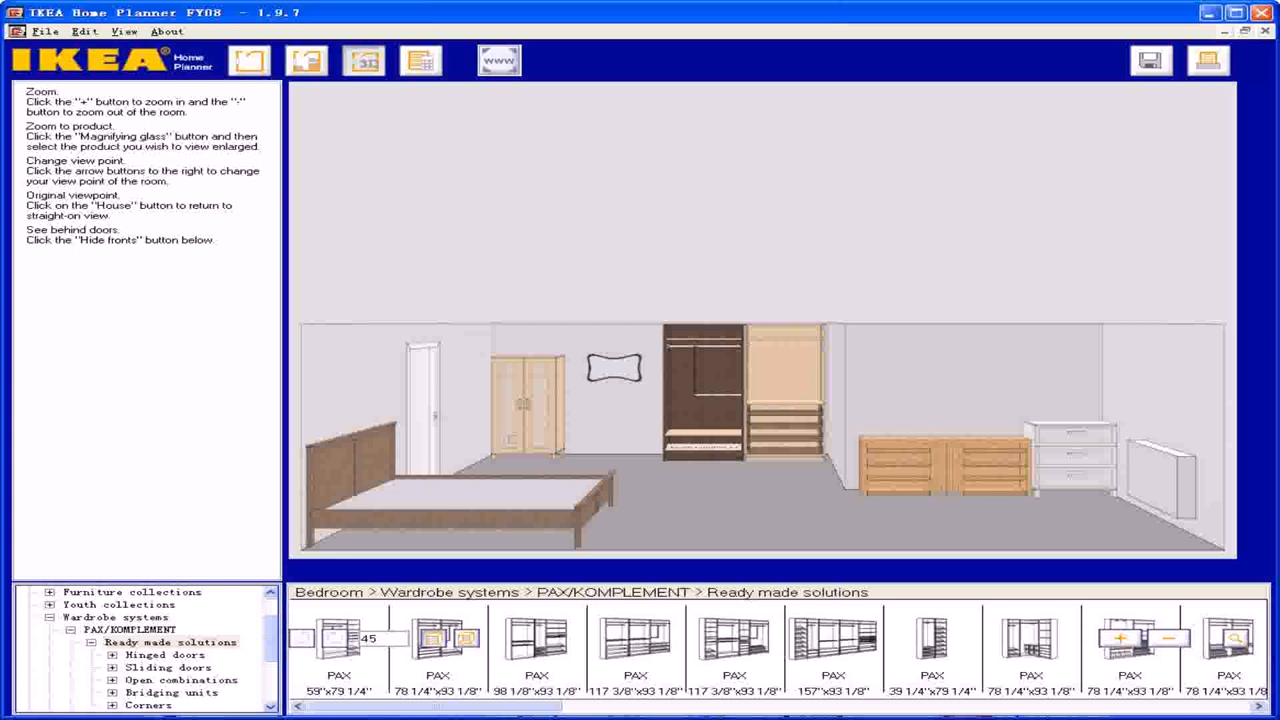 IKEA Home Planner FY08 - 1.9.7
File Edit View About
IKEA® Home Planner
3D
www
Zoom.
Click the "+" button to zoom in and the "-"
button to zoom out of the room.
Zoom to product.
Click the "Magnifying glass" button and then
select the product you wish to view enlarged.
Change view point.
Click the arrow buttons to the right to change
your view point of the room.
Original viewpoint.
Click on the "House" button to return to
straight-on view.
See behind doors.
Click the "Hide fronts" button below.
Furniture collections
Youth collections
Wardrobe systems
PAX/KOMPLEMENT
Ready made solutions
Hinged doors
Sliding doors
Open combinations
Bridging units
Corners
Bedroom > Wardrobe systems > PAX/KOMPLEMENT > Ready made solutions
45
PAX PAX PAX PAX PAX PAX PAX PAX PAX PAX
59"x79 1/4" 78 1/4"x93 1/8" 98 1/8"x93 1/8" 117 3/8"x93 1/8" 117 3/8"x93 1/8" 157"x93 1/8" 39 1/4"x79 1/4" 78 1/4"x93 1/8" 78 1/4"x93 1/8" 78 1/4"x93 1/8